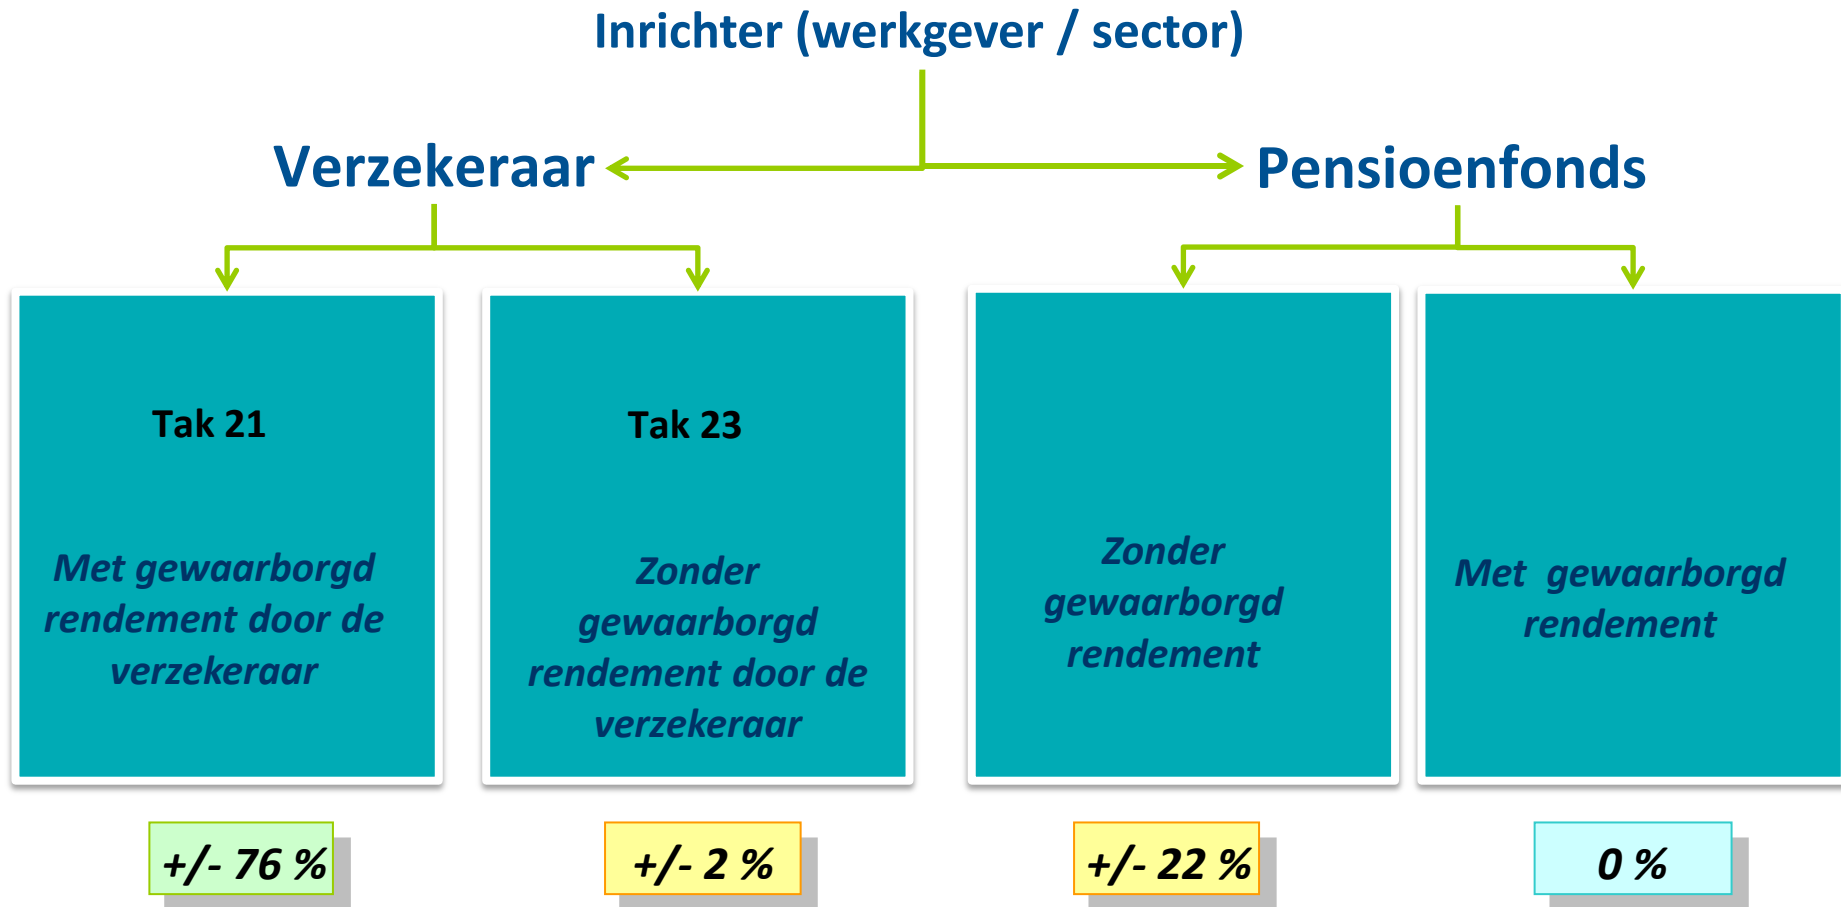 Inrichter (werkgever / sector)
Verzekeraar
Pensioenfonds
Tak 21
Met gewaarborgd
rendement door de
verzekeraar
Tak 23
Zonder
gewaarborgd
rendement door de
verzekeraar
Zonder
gewaarborgd
rendement
Met gewaarborgd
rendement
+/- 76 %
+/- 2 %
+/- 22 %
0 %